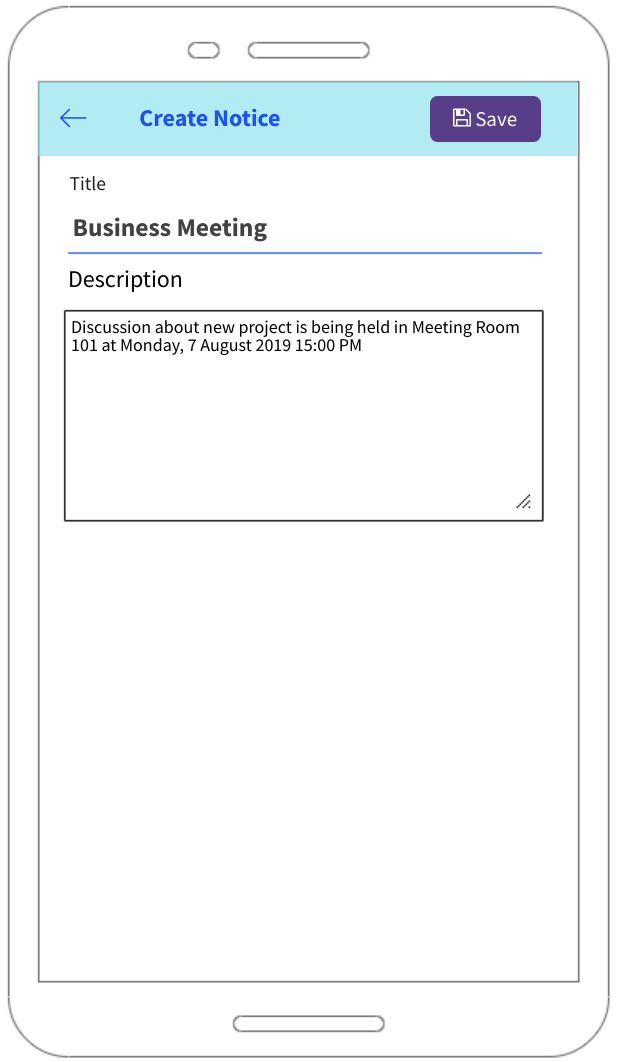 Create Notice
Save
Title
Business Meeting
Description
Discussion about new project is being held in Meeting Room
101 at Monday, 7 August 2019 15:00 PM